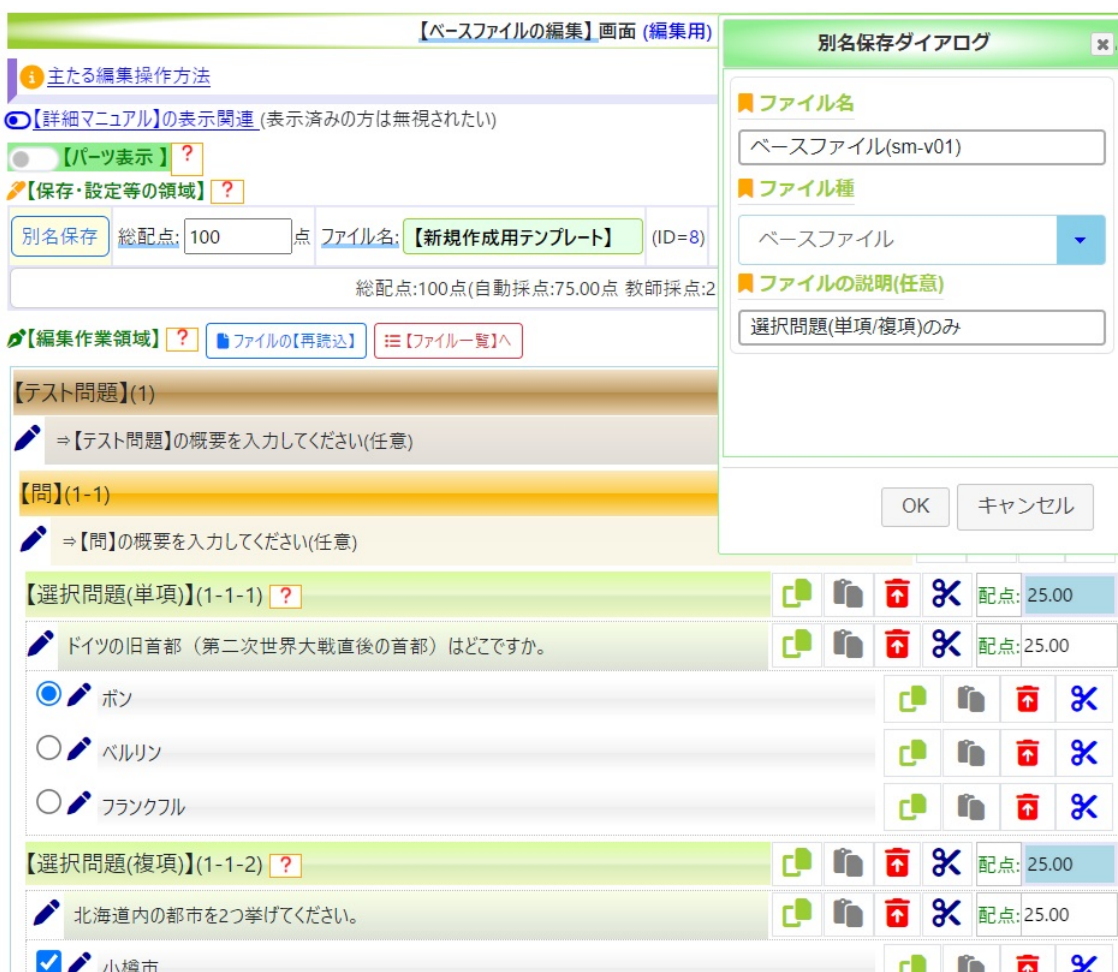 【ベースファイルの編集】画面 (編集用)
主たる編集操作方法
【詳細マニュアル】の表示関連 (表示済みの方は無視されたい)
【パーツ表示 】 ?
【保存・設定等の領域】 ?
別名保存 総配点: 100 点 ファイル名: 【新規作成用テンプレート】 (ID=8)
総配点:100点(自動採点:75.00点 教師採点:2
【編集作業領域】 ? ファイルの【再読込】 【ファイル一覧】へ
【テスト問題】(1)
⇒【テスト問題】の概要を入力してください(任意)
【問】(1-1)
⇒【問】の概要を入力してください(任意)
別名保存ダイアログ
ファイル名
ベースファイル(sm-v01)
ファイル種
ベースファイル
ファイルの説明(任意)
選択問題(単項/複項)のみ
OK キャンセル
【選択問題(単項)】(1-1-1) ? 配点: 25.00
ドイツの旧首都（第二次世界大戦直後の首都）はどこですか。 配点: 25.00
ボン
ベルリン
フランクフル
【選択問題(複項)】(1-1-2) ? 配点: 25.00
北海道内の都市を2つ挙げてください。 配点: 25.00
小樽市